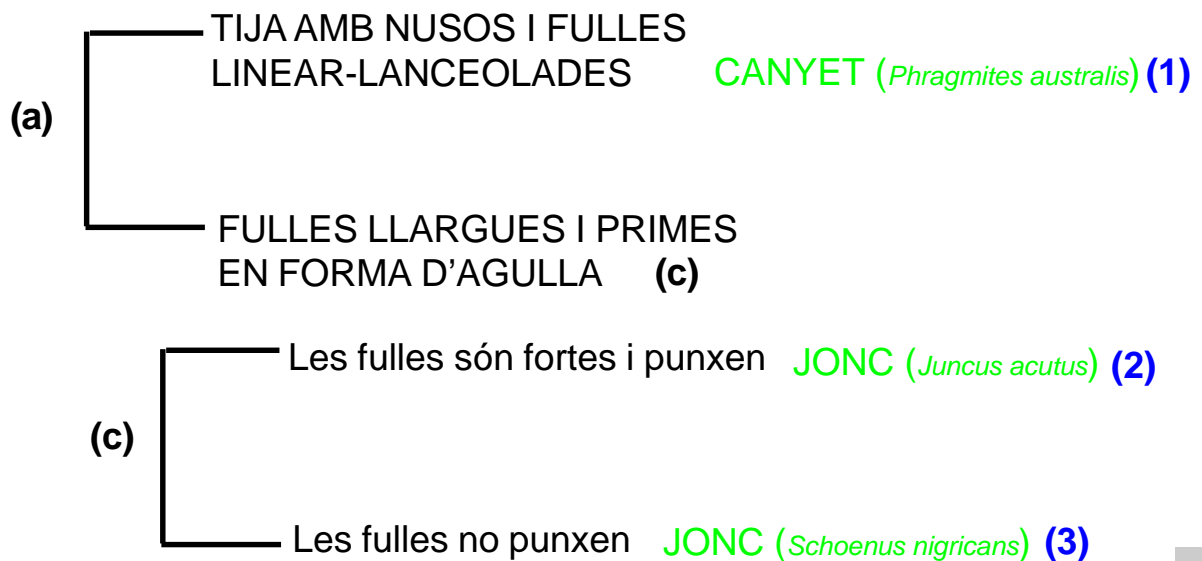 TIJA AMB NUSOS I FULLES
LINEAR-LANCEOLADES CANYET (Phragmites australis) (1)
(a)
FULLES LLARGUES I PRIMES
EN FORMA D'AGULLA (c)
Les fulles són fortes i punxen JONC (Juncus acutus) (2)
(c)
Les fulles no punxen JONC (Schoenus nigricans) (3)